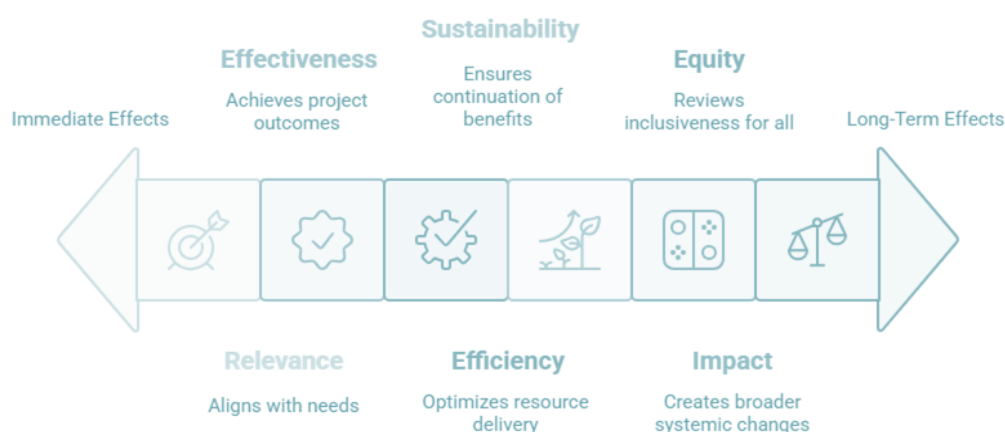 Sustainability
Effectiveness
Equity
Ensures
continuation of
benefits
Achieves project
outcomes
Reviews
inclusiveness for all
Immediate Effects
Long-Term Effects
Relevance
Efficiency
Impact
Aligns with needs
Optimizes resource
delivery
Creates broader
systemic changes